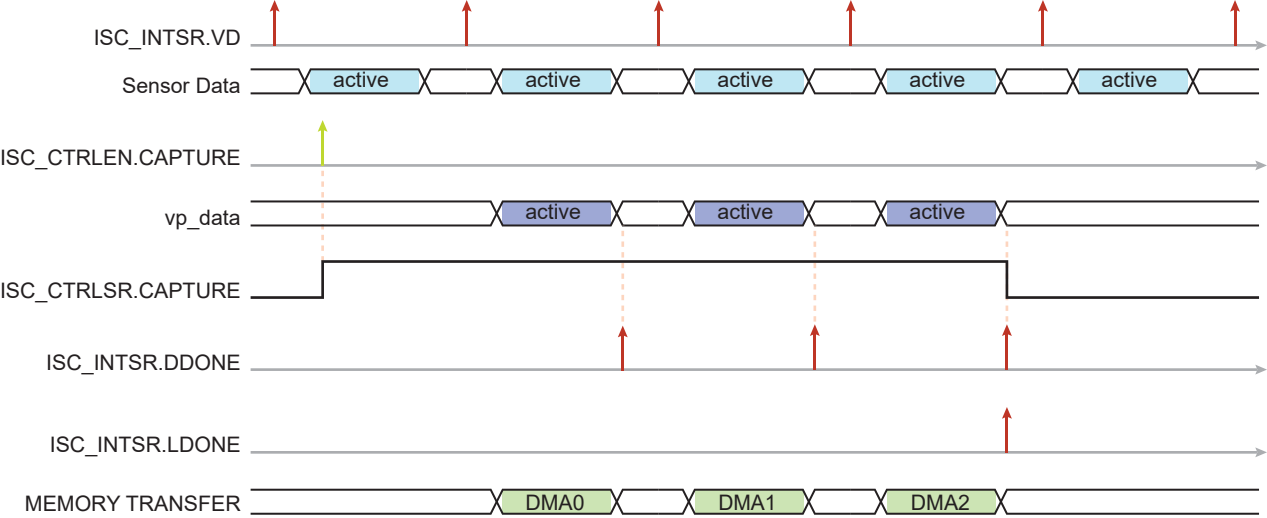 ISC_INTSR.VD
Sensor Data active active active active active
ISC_CTRLEN.CAPTURE
vp_data active active active
ISC_CTRLSR.CAPTURE
ISC_INTSR.DDONE
ISC_INTSR.LDONE
MEMORY TRANSFER DMA0 DMA1 DMA2